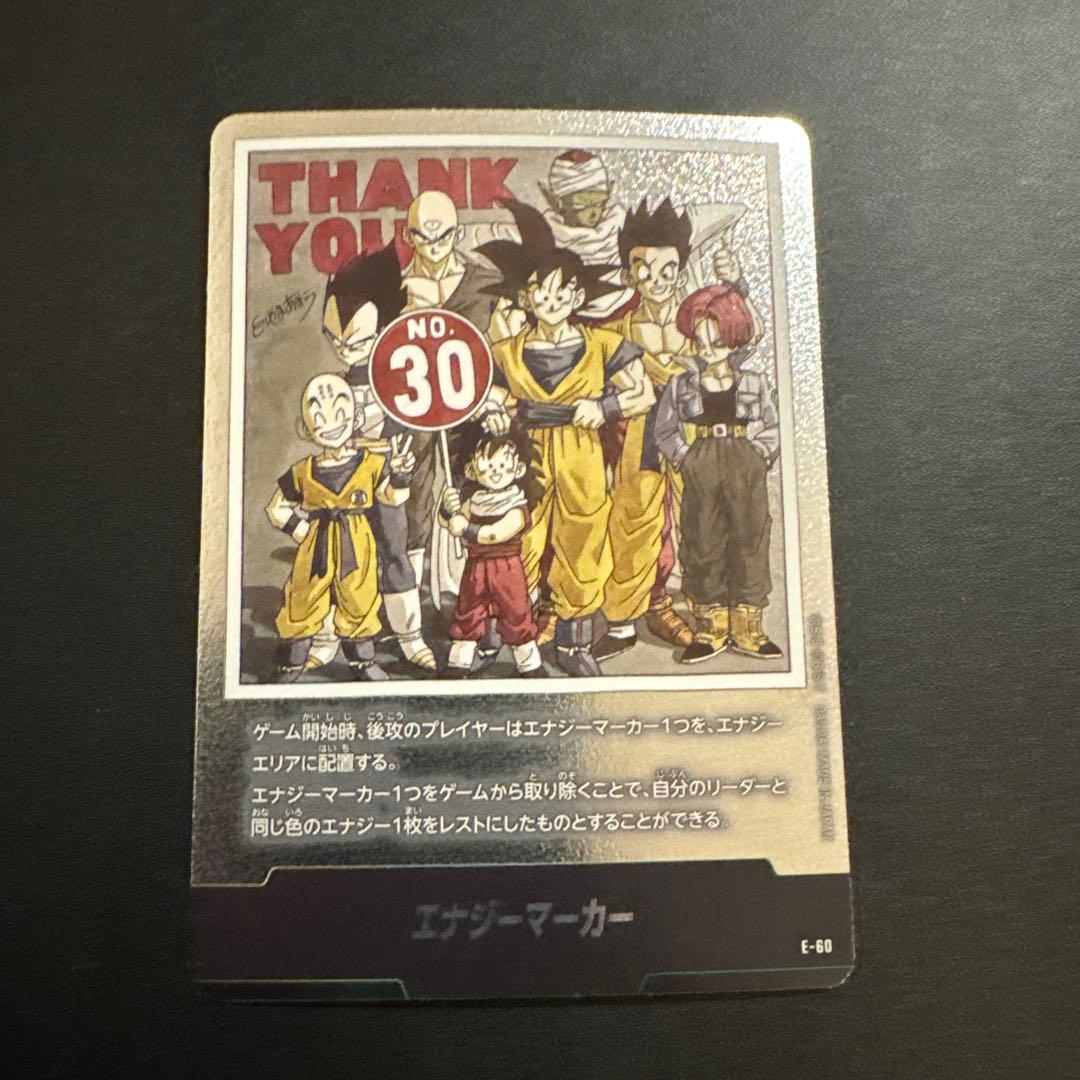 THANK
YOU
NO.
30
ゲーム開始時、後攻のプレイヤーはエナジーマーカー1つを、エナジー
エリアに配置する。
エナジーマーカー1つをゲームから取り除くことで、自分のリーダーと
同じ色のエナジー1枚をレストにしたものとすることができる。
エナジーマーカー
E-60